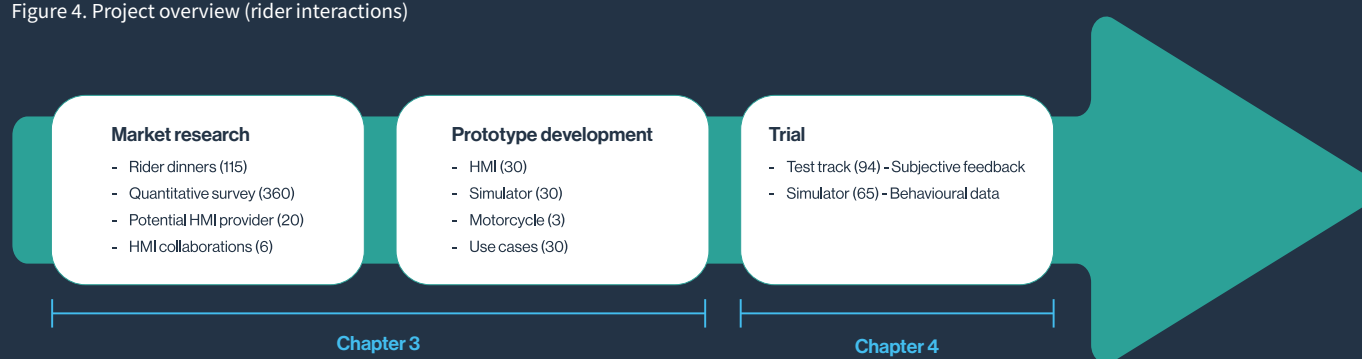 Figure 4. Project overview (rider interactions)
Market research
- Rider dinners (115)
- Quantitative survey (360)
- Potential HMI provider (20)
- HMI collaborations (6)
Prototype development
- HMI (30)
- Simulator (30)
- Motorcycle (3)
- Use cases (30)
Trial
- Test track (94) - Subjective feedback
- Simulator (65) - Behavioural data
Chapter 3
Chapter 4